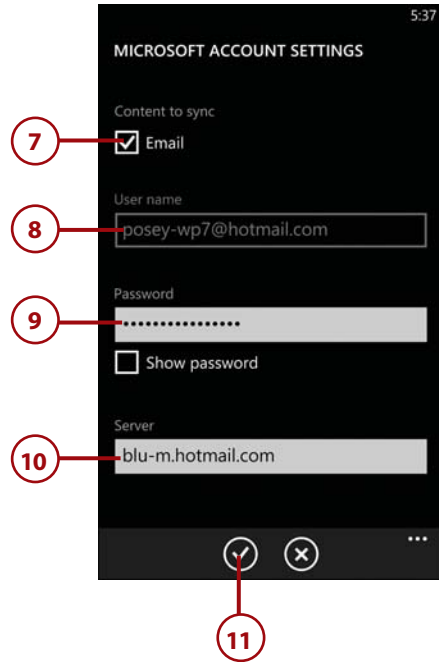 5:37
MICROSOFT ACCOUNT SETTINGS
Content to sync
7
Email
User name
8
posey-wp7@hotmail.com
Password
9
••••••••••••••••
Show password
Server
10
blu-m.hotmail.com
...
11